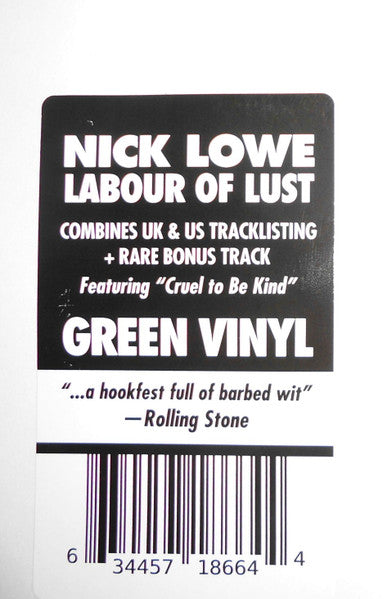 NICK LOWE
LABOUR OF LUST
COMBINES UK & US TRACKLISTING
+ RARE BONUS TRACK
Featuring “Cruel to Be Kind”
GREEN VINYL
“...a hookfest full of barbed wit”
—Rolling Stone
6 34457 18664 4